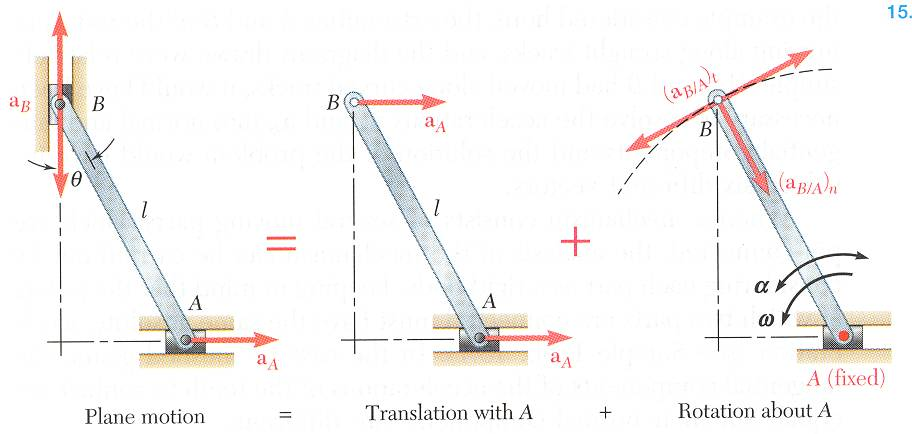 15.
a_B
B
θ
l
A
a_A
=
B
a_A
l
A
a_A
+
(a_B/A)_t
B
(a_B/A)_n
α
ω
A (fixed)
Plane motion = Translation with A + Rotation about A